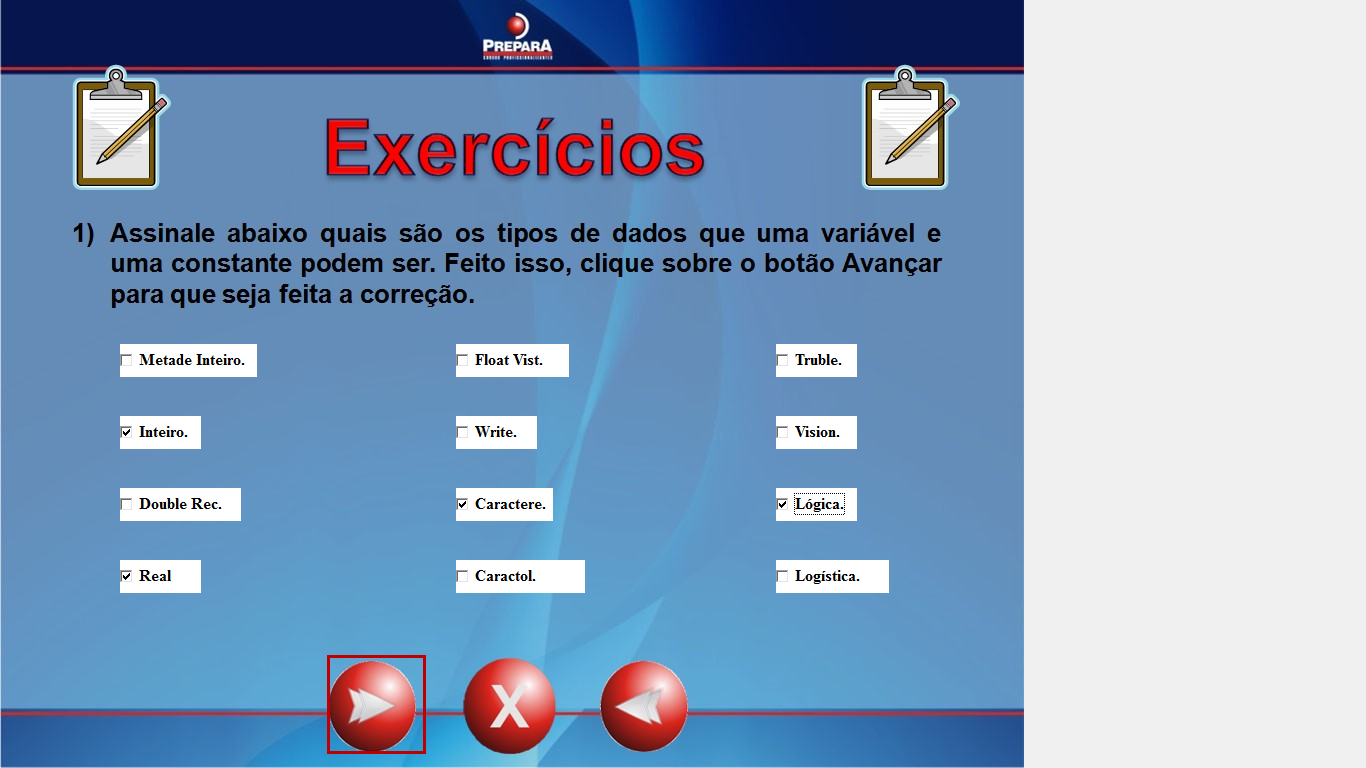 PREPARA
CURSOS PROFISSIONALIZANTES
Exercícios
1) Assinale abaixo quais são os tipos de dados que uma variável e
uma constante podem ser. Feito isso, clique sobre o botão Avançar
para que seja feita a correção.
Metade Inteiro.
Float Vist.
Truble.
Inteiro.
Write.
Vision.
Double Rec.
Caractere.
Lógica.
Real
Caractol.
Logística.
X